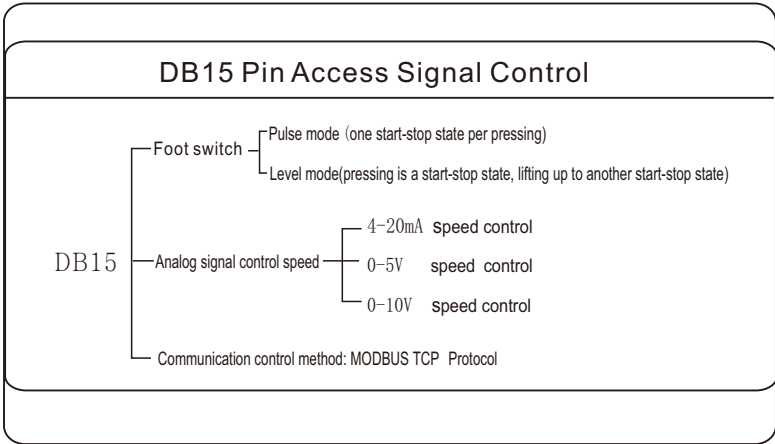 DB15 Pin Access Signal Control
Foot switch
Pulse mode (one start-stop state per pressing)
Level mode(pressing is a start-stop state, lifting up to another start-stop state)
DB15
Analog signal control speed
4-20mA speed control
0-5V speed control
0-10V speed control
Communication control method: MODBUS TCP Protocol